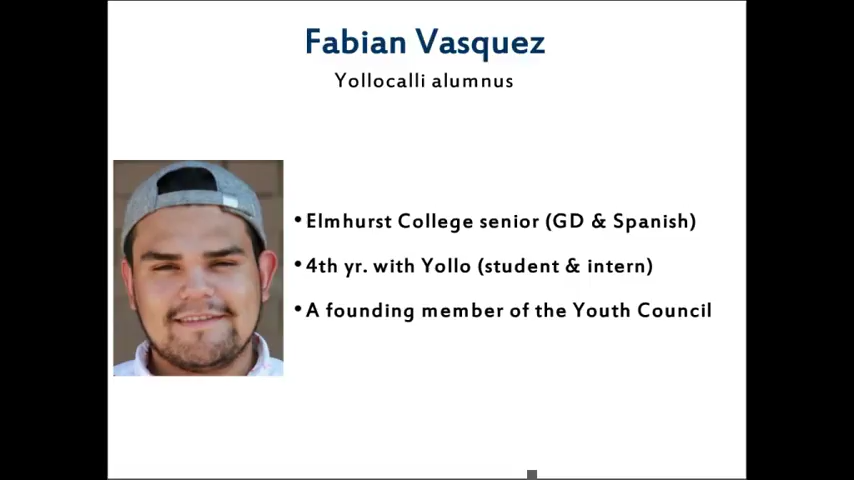 Fabian Vasquez
Yollocalli alumnus
• Elmhurst College senior (GD & Spanish)
• 4th yr. with Yollo (student & intern)
• A founding member of the Youth Council